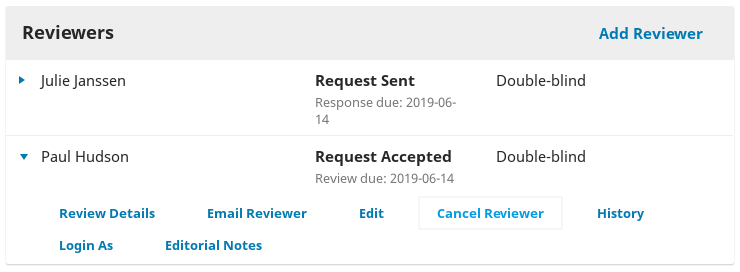 Reviewers Add Reviewer
Julie Janssen Request Sent Double-blind
Response due: 2019-06-
14
Paul Hudson Request Accepted Double-blind
Review due: 2019-06-14
Review Details Email Reviewer Edit Cancel Reviewer History
Login As Editorial Notes